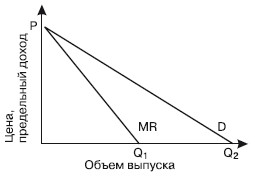 P
Цена,
предельный доход
MR
D
Q1
Q2
Объем выпуска